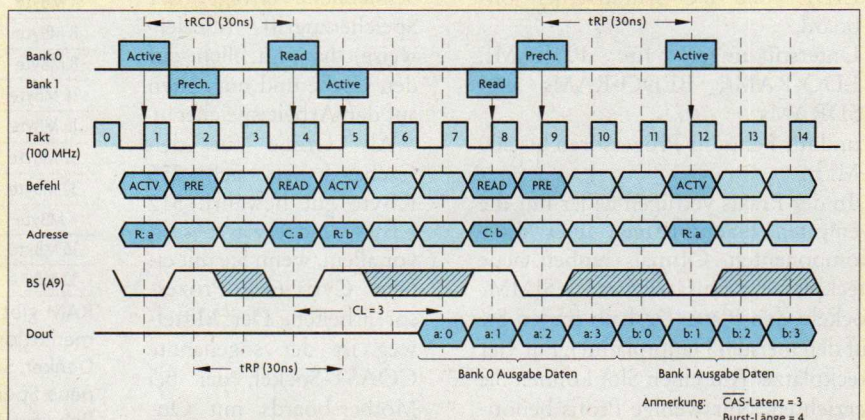 tRCD (30ns) tRP (30ns)
Bank 0 Active Read Prech. Active
Bank 1 Prech. Active Read
Takt 0 1 2 3 4 5 6 7 8 9 10 11 12 13 14
(100 MHz)
Befehl ACTV PRE READ ACTV READ PRE ACTV
Adresse R: a C: a R: b C: b R: a
BS (A9)
CL = 3
Dout a: 0 a: 1 a: 2 a: 3 b: 0 b: 1 b: 2 b: 3
tRP (30ns) Bank 0 Ausgabe Daten Bank 1 Ausgabe Daten
Anmerkung: CAS-Latenz = 3
Burst-Länge = 4